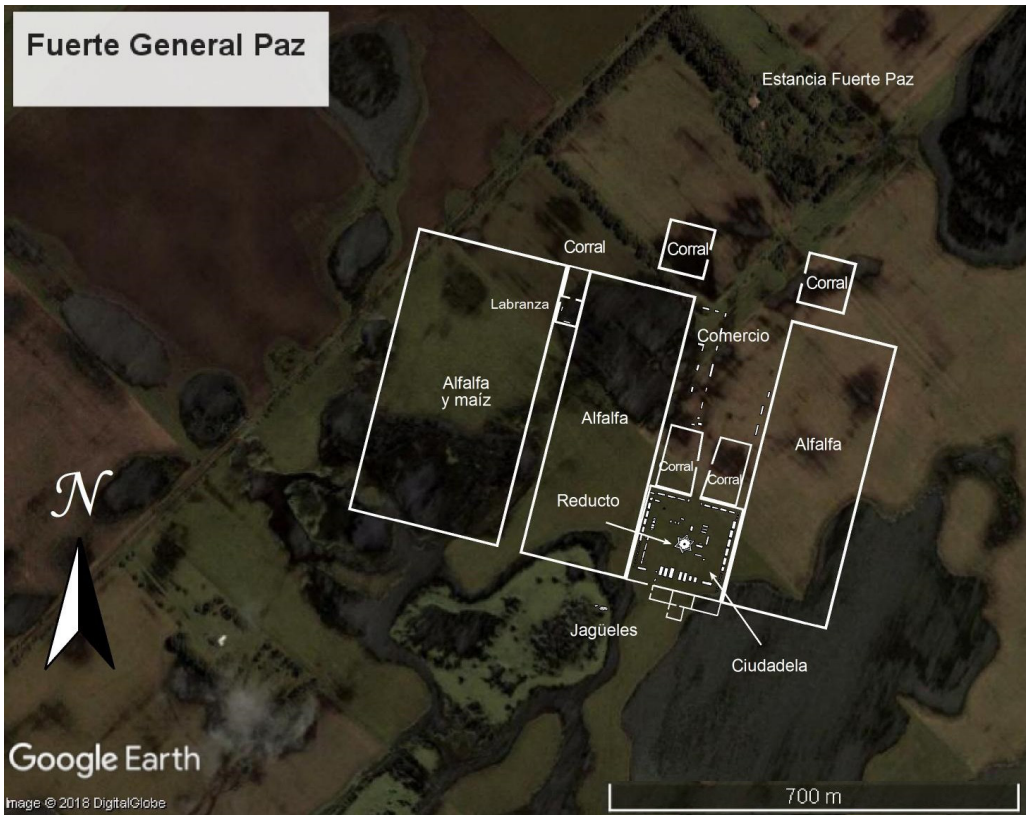 Fuerte General Paz
Estancia Fuerte Paz
Corral
Corral
Corral
Labranza
Comercio
Alfalfa
y maíz
Alfalfa
Alfalfa
Corral
Corral
Reducto
N
Jagüeles
Ciudadela
Google Earth
Image © 2018 DigitalGlobe
700 m